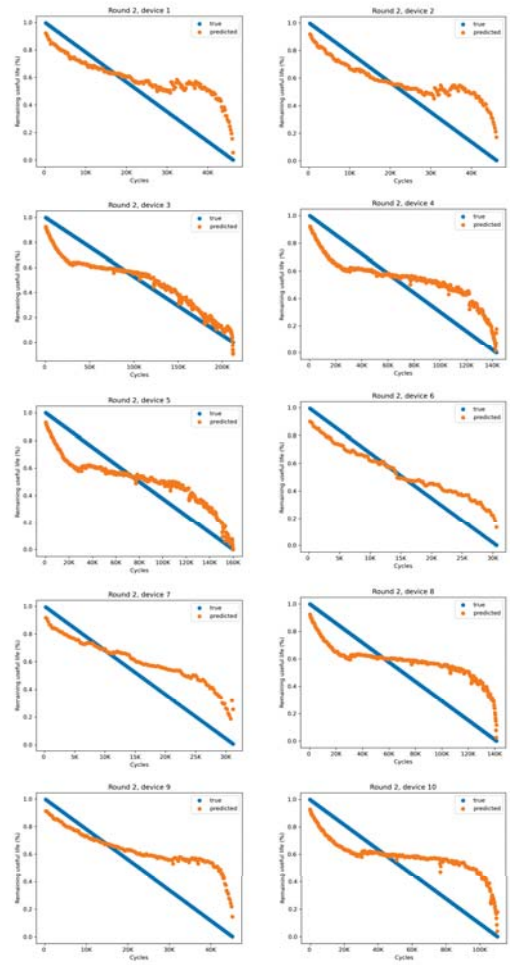 Round 2, device 1
true
predicted
Remaining useful life (%)
1.0
0.8
0.6
0.4
0.2
0.0
0 10K 20K 30K 40K
Cycles
Round 2, device 2
true
predicted
Remaining useful life (%)
1.0
0.8
0.6
0.4
0.2
0.0
0 10K 20K 30K 40K
Cycles
Round 2, device 3
true
predicted
Remaining useful life (%)
1.0
0.8
0.6
0.4
0.2
0.0
0 50K 100K 150K 200K
Cycles
Round 2, device 4
true
predicted
Remaining useful life (%)
1.0
0.8
0.6
0.4
0.2
0.0
0 20K 40K 60K 80K 100K 120K 140K
Cycles
Round 2, device 5
true
predicted
Remaining useful life (%)
1.0
0.8
0.6
0.4
0.2
0.0
0 20K 40K 60K 80K 100K 120K 140K 160K
Cycles
Round 2, device 6
true
predicted
Remaining useful life (%)
1.0
0.8
0.6
0.4
0.2
0.0
0 5K 10K 15K 20K 25K 30K
Cycles
Round 2, device 7
true
predicted
Remaining useful life (%)
1.0
0.8
0.6
0.4
0.2
0.0
0 5K 10K 15K 20K 25K 30K
Cycles
Round 2, device 8
true
predicted
Remaining useful life (%)
1.0
0.8
0.6
0.4
0.2
0.0
0 20K 40K 60K 80K 100K 120K 140K
Cycles
Round 2, device 9
true
predicted
Remaining useful life (%)
1.0
0.8
0.6
0.4
0.2
0.0
0 10K 20K 30K 40K
Cycles
Round 2, device 10
true
predicted
Remaining useful life (%)
1.0
0.8
0.6
0.4
0.2
0.0
0 20K 40K 60K 80K 100K
Cycles